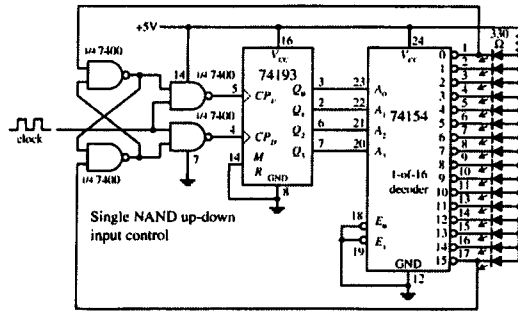 +5V
1/4 7400
14
1/4 7400
16
V_CC
74193
5
CP_U
Q_0
3
23
A_0
Q_1
2
22
A_1
Q_2
6
21
A_2
Q_3
7
20
A_3
24
V_CC
74154
1-of-16
decoder
1/4 7400
4
CP_D
14
M
R
GND
8
7
clock
1/4 7400
Single NAND up-down
input control
18
E_0
19
E_1
GND
12
330
Ω
0 1
1 2
2 3
3 4
4 5
5 6
6 7
7 8
8 9
9 10
10 11
11 13
12 14
13 15
14 16
15 17